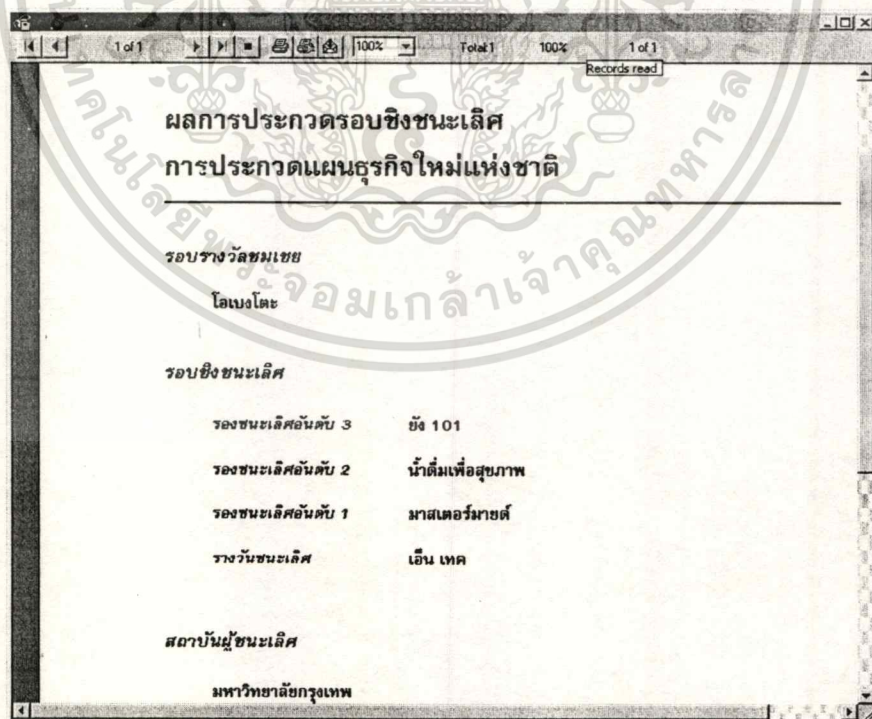 1 of 1 100% Total:1 100% 1 of 1
Records read
ผลการประกวดรอบชิงชนะเลิศ
การประกวดแผนธุรกิจใหม่แห่งชาติ
รอบรางวัลชมเชย
โอเบงโตะ
รอบชิงชนะเลิศ
รองชนะเลิศอันดับ 3 ยัง 101
รองชนะเลิศอันดับ 2 น้ำดื่มเพื่อสุขภาพ
รองชนะเลิศอันดับ 1 มาสเตอร์มายด์
รางวันชนะเลิศ เอ็น เทค
สถาบันผู้ชนะเลิศ
มหาวิทยาลัยกรุงเทพ